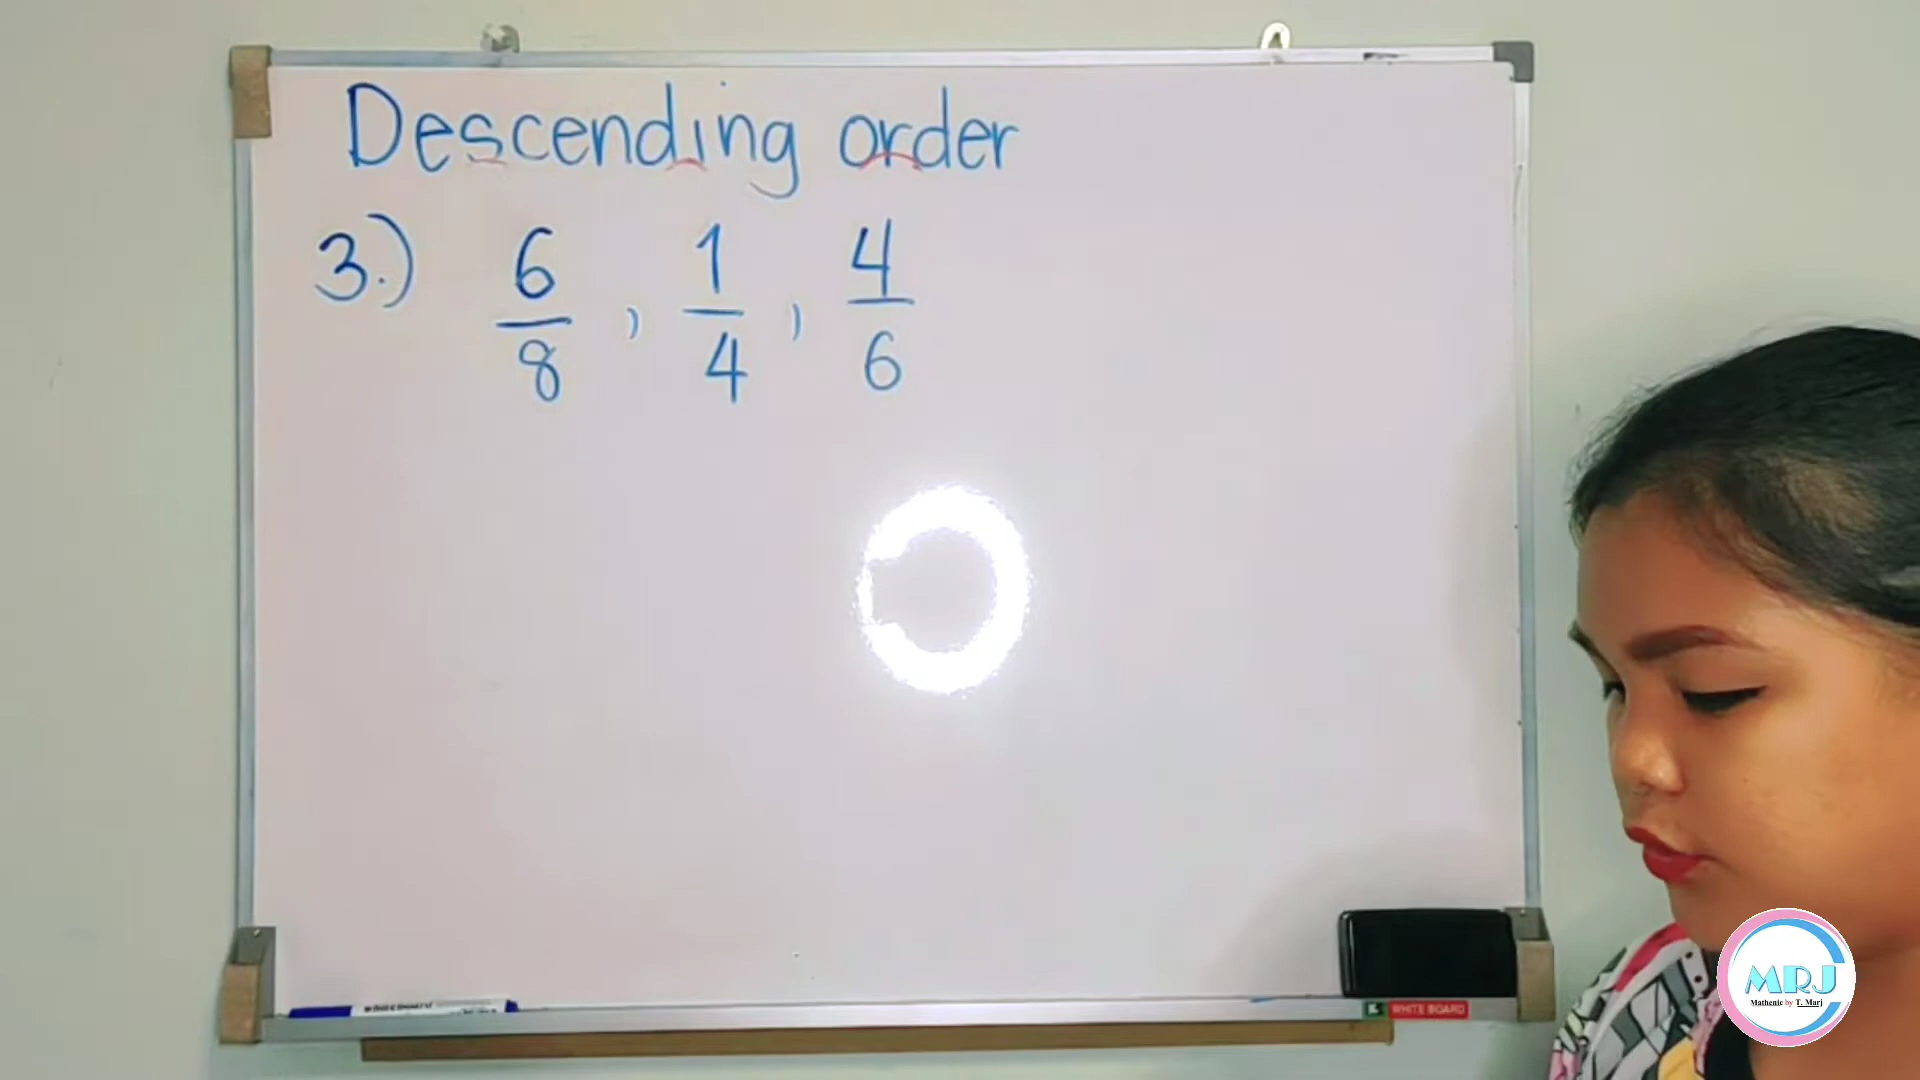 Descending order
3.) 6/8 , 1/4 , 4/6
WHITE BOARD
MRJ
Mathenic by T. Marj